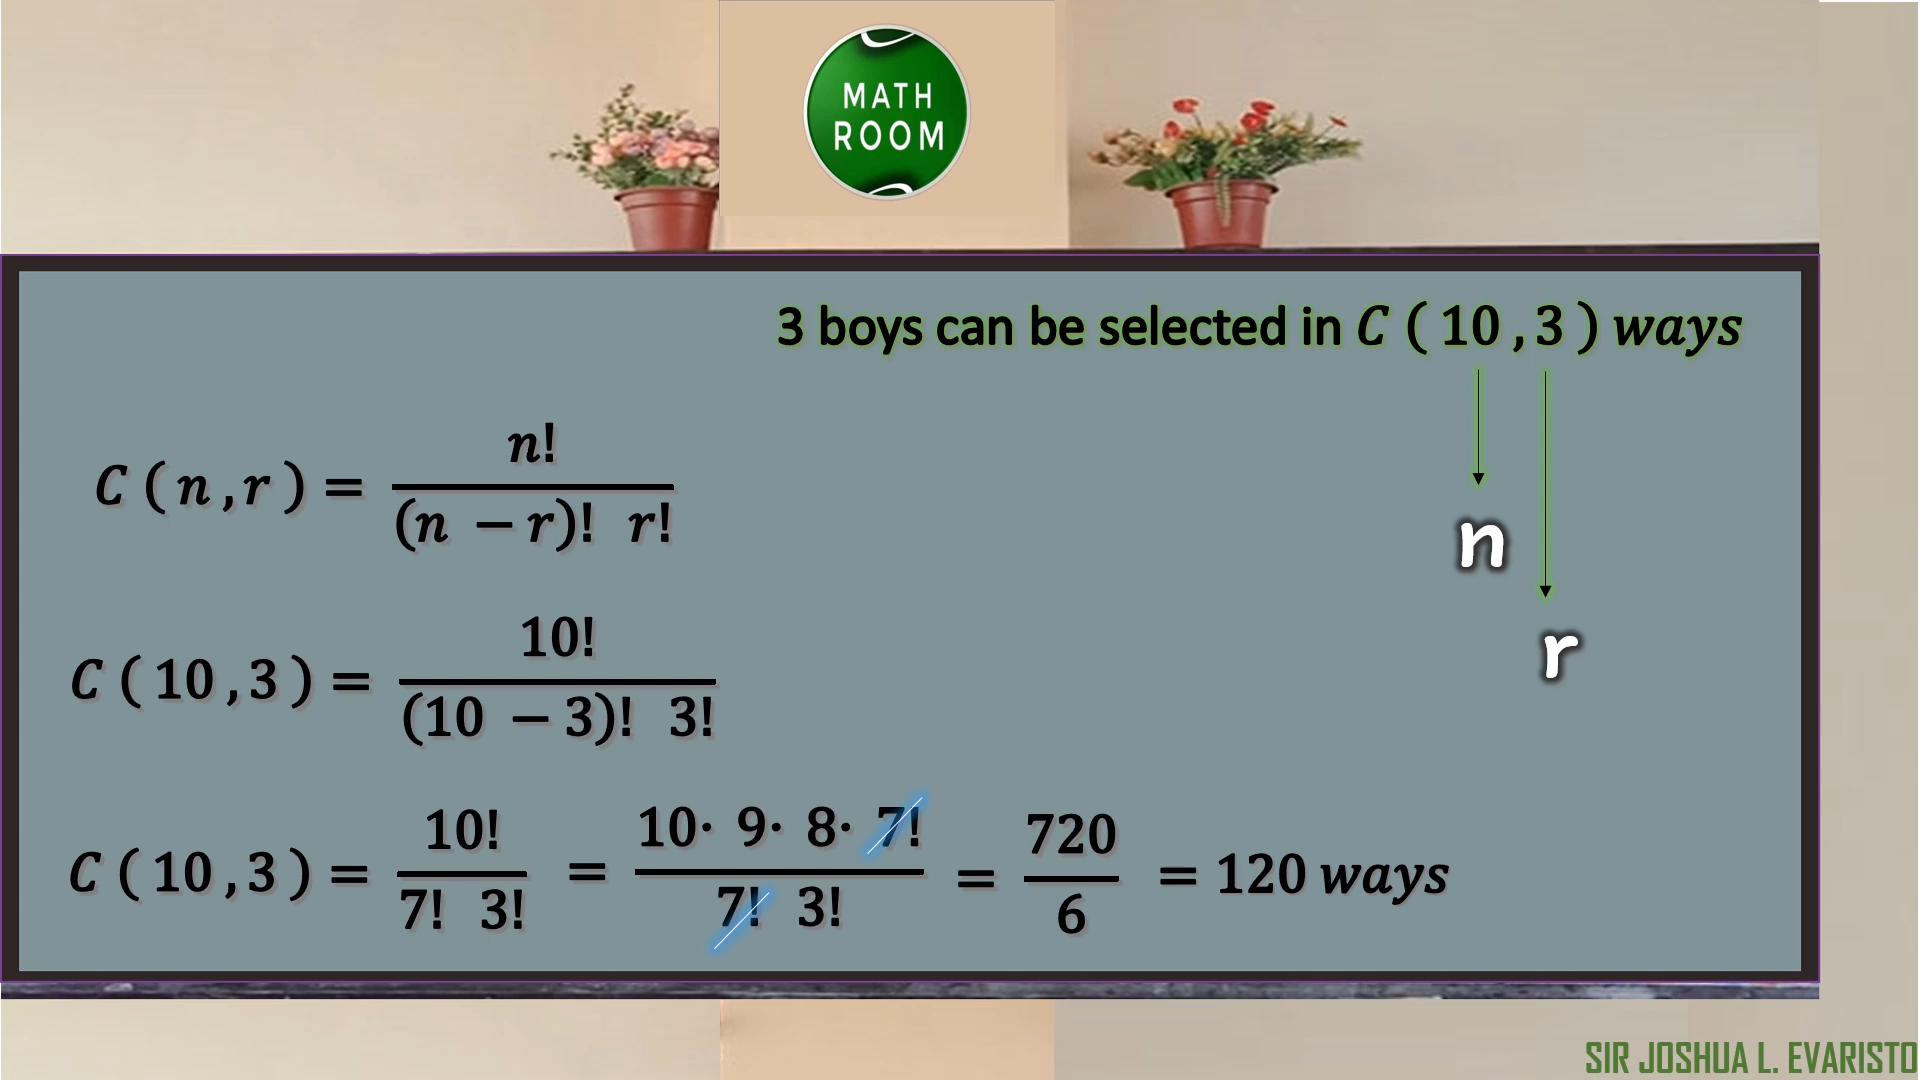 MATH
ROOM
3 boys can be selected in C ( 10 , 3 ) ways
n
r
C ( n , r ) = n! / (n − r)! r!
C ( 10 , 3 ) = 10! / (10 − 3)! 3!
C ( 10 , 3 ) = 10! / 7! 3! = 10· 9· 8· 7! / 7! 3! = 720 / 6 = 120 ways
SIR JOSHUA L. EVARISTO